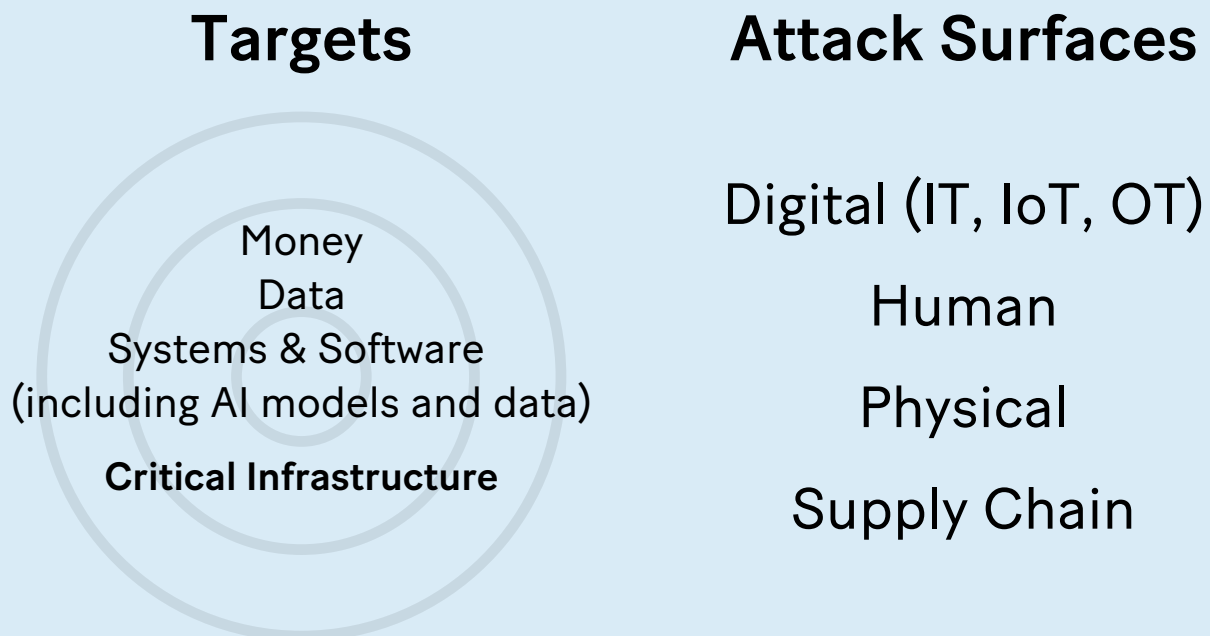 Targets
Money
Data
Systems & Software
(including AI models and data)
Critical Infrastructure
Attack Surfaces
Digital (IT, IoT, OT)
Human
Physical
Supply Chain